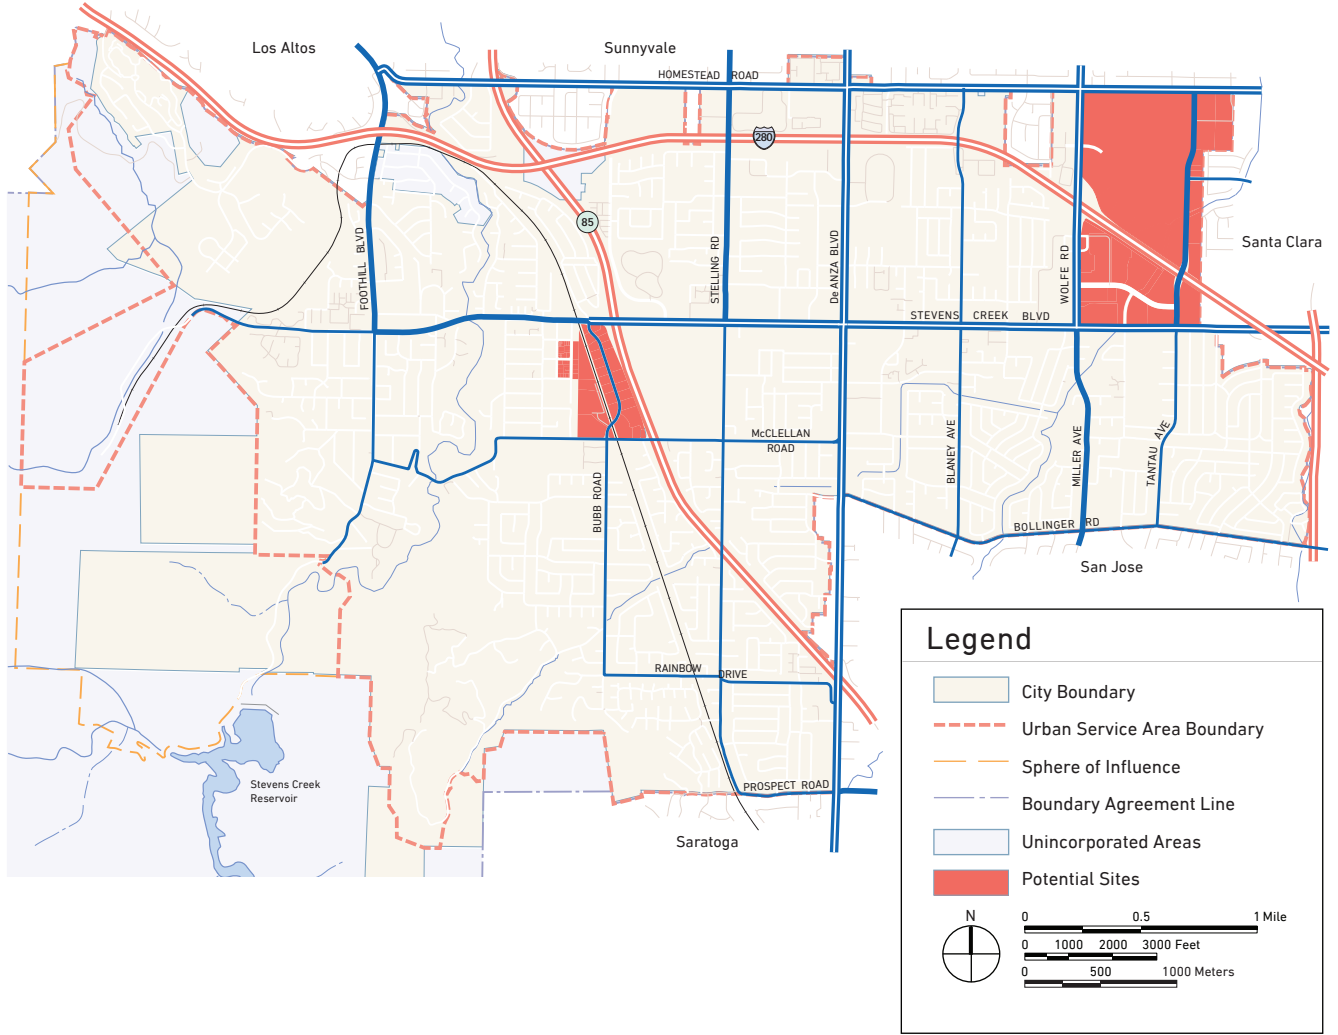 Los Altos
Sunnyvale
HOMESTEAD ROAD
280
85
FOOTHILL BLVD
STELLING RD
DeANZA BLVD
WOLFE RD
Santa Clara
STEVENS CREEK BLVD
McCLELLAN
ROAD
BUBB ROAD
BLANEY AVE
MILLER AVE
TANTAU AVE
BOLLINGER RD
San Jose
RAINBOW DRIVE
PROSPECT ROAD
Stevens Creek
Reservoir
Saratoga
Legend
City Boundary
Urban Service Area Boundary
Sphere of Influence
Boundary Agreement Line
Unincorporated Areas
Potential Sites
N
0 0.5 1 Mile
0 1000 2000 3000 Feet
0 500 1000 Meters